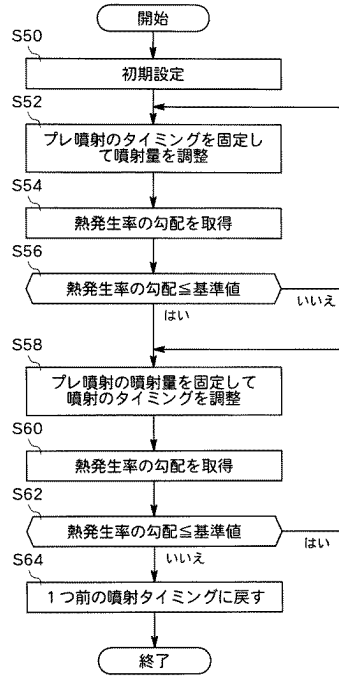 開始
S50
初期設定
S52
プレ噴射のタイミングを固定し
て噴射量を調整
S54
熱発生率の勾配を取得
S56
熱発生率の勾配≦基準値
いいえ
はい
S58
プレ噴射の噴射量を固定して
噴射のタイミングを調整
S60
熱発生率の勾配を取得
S62
熱発生率の勾配≦基準値
はい
いいえ
S64
1つ前の噴射タイミングに戻す
終了